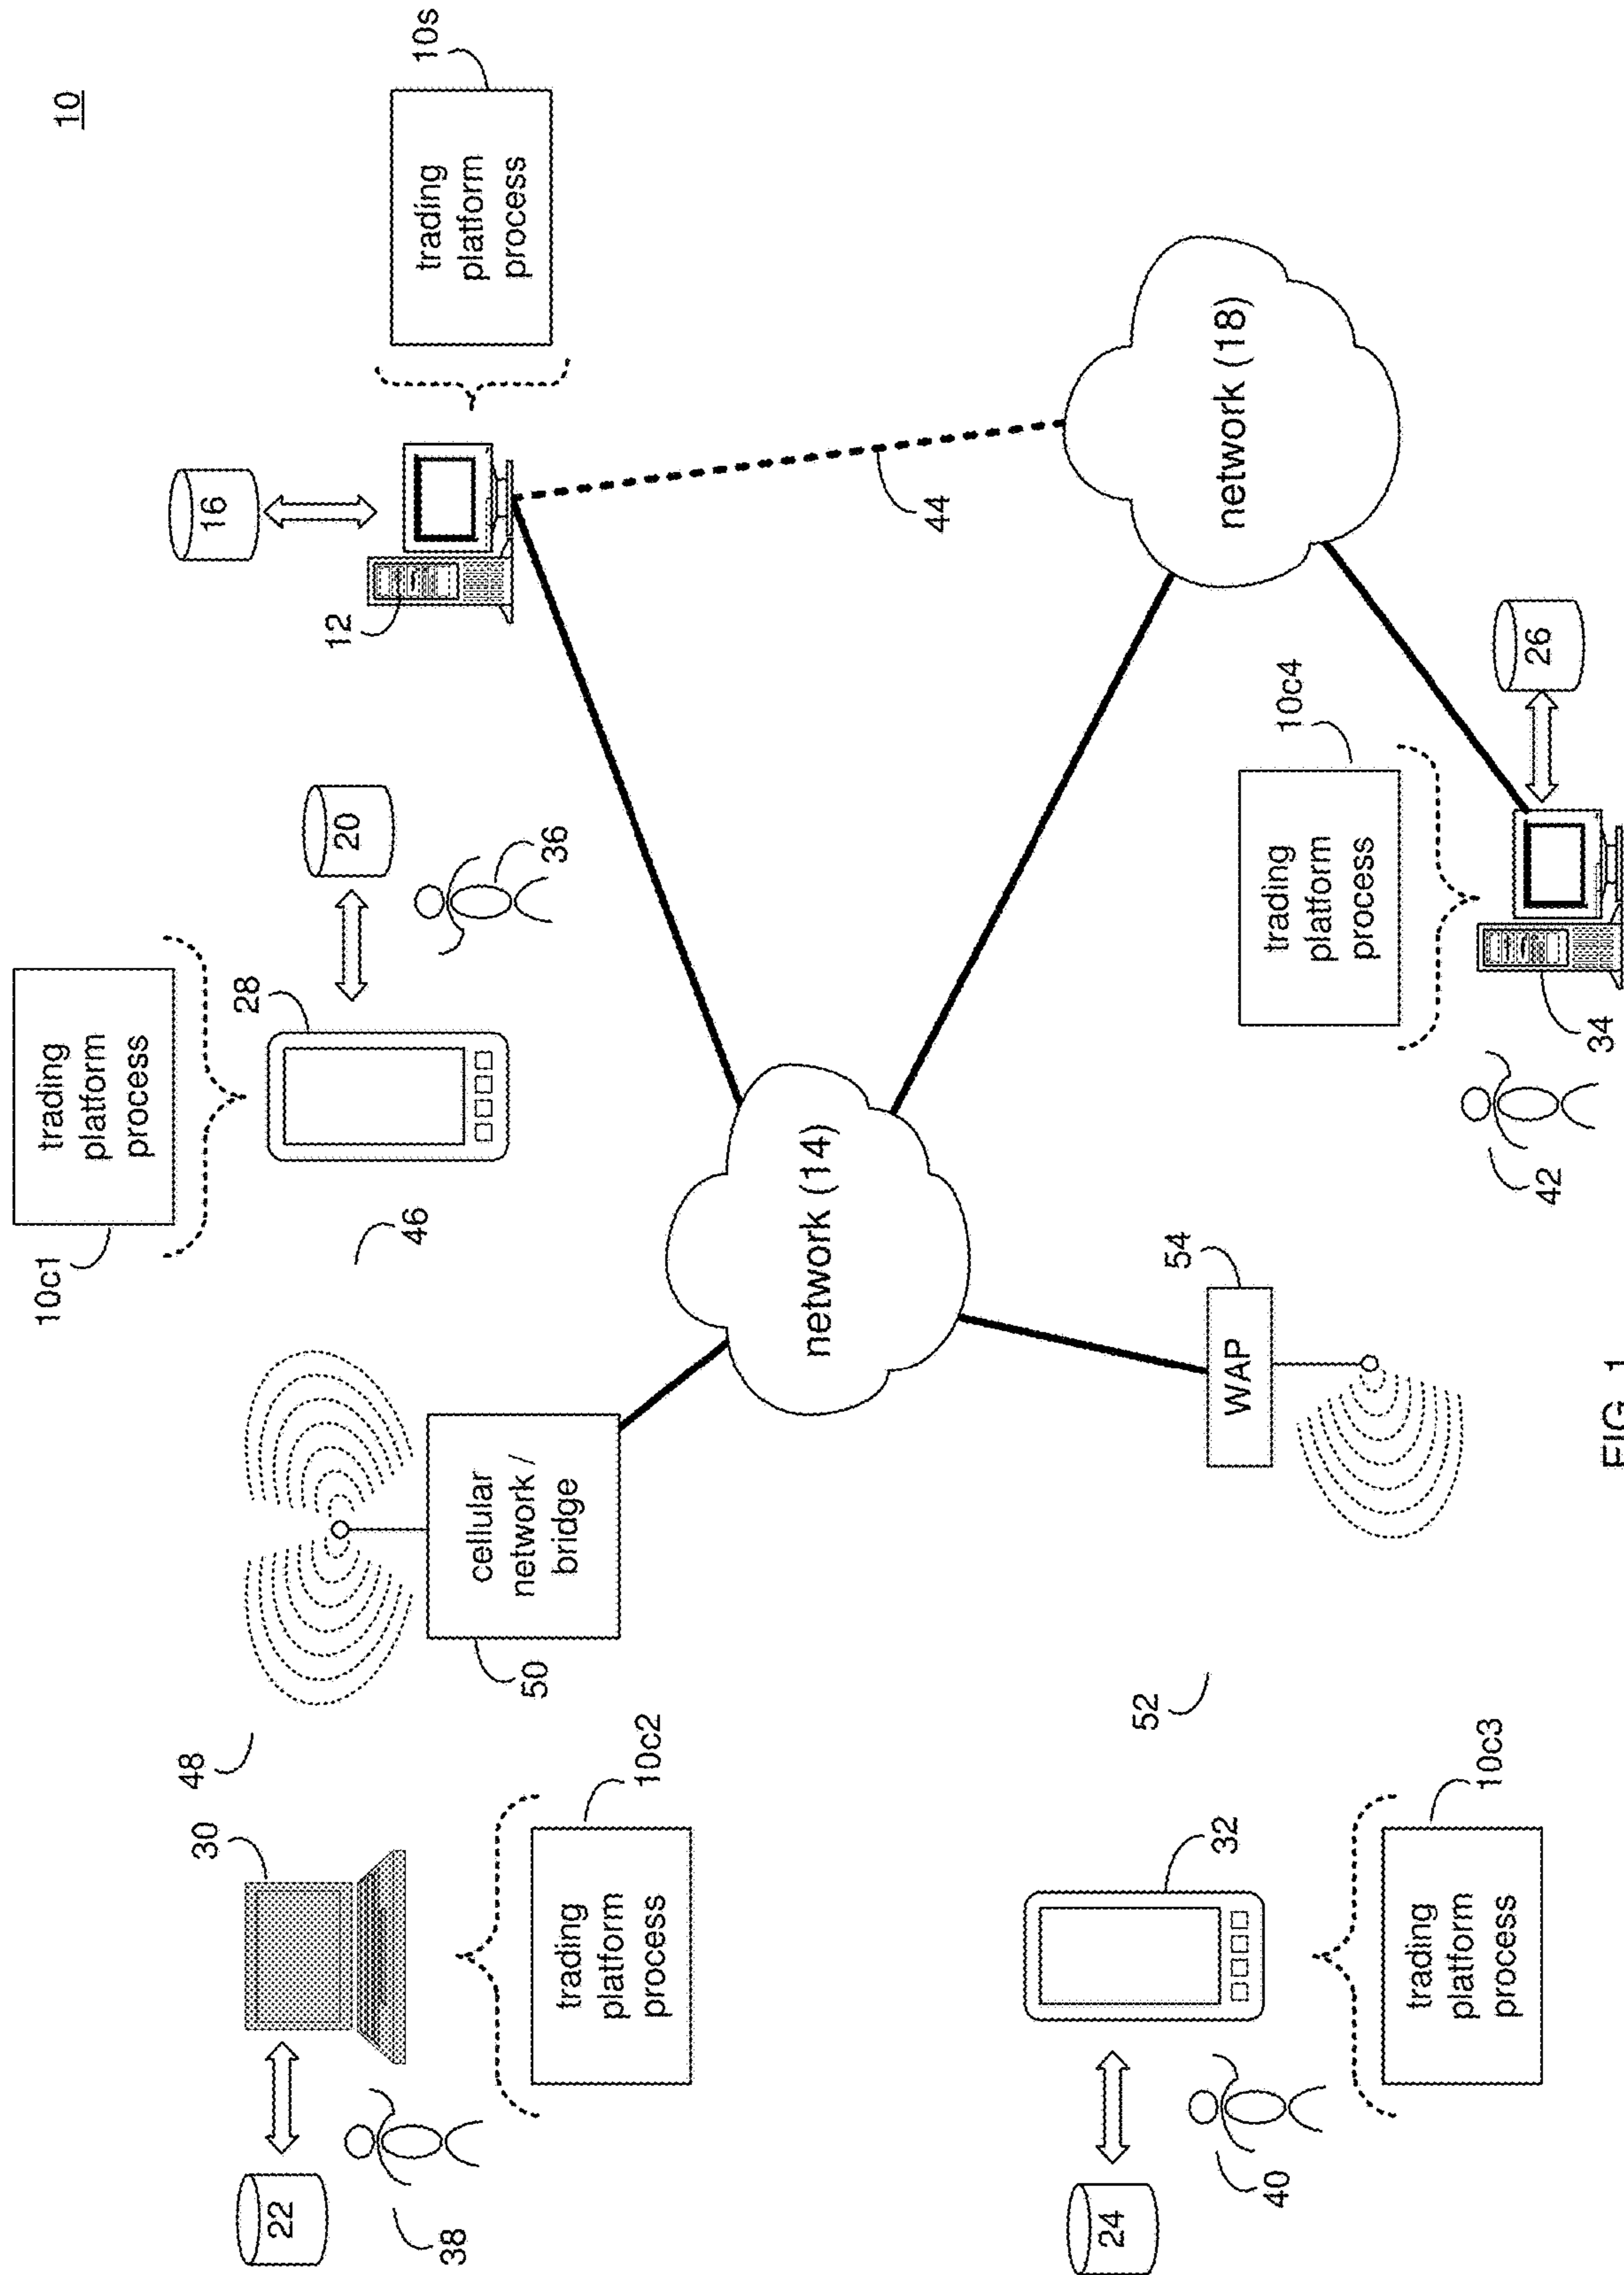 10
22
38
30
48
trading
platform
process
10c2
cellular
network /
bridge
50
46
10c1
trading
platform
process
28
20
36
16
12
trading
platform
process
10s
network (14)
44
network (18)
24
40
32
trading
platform
process
10c3
52
WAP
54
42
34
trading
platform
process
10c4
26
FIG. 1